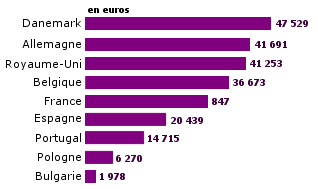 en euros
Danemark 47 529
Allemagne 41 691
Royaume-Uni 41 253
Belgique 36 673
France 847
Espagne 20 439
Portugal 14 715
Pologne 6 270
Bulgarie 1 978